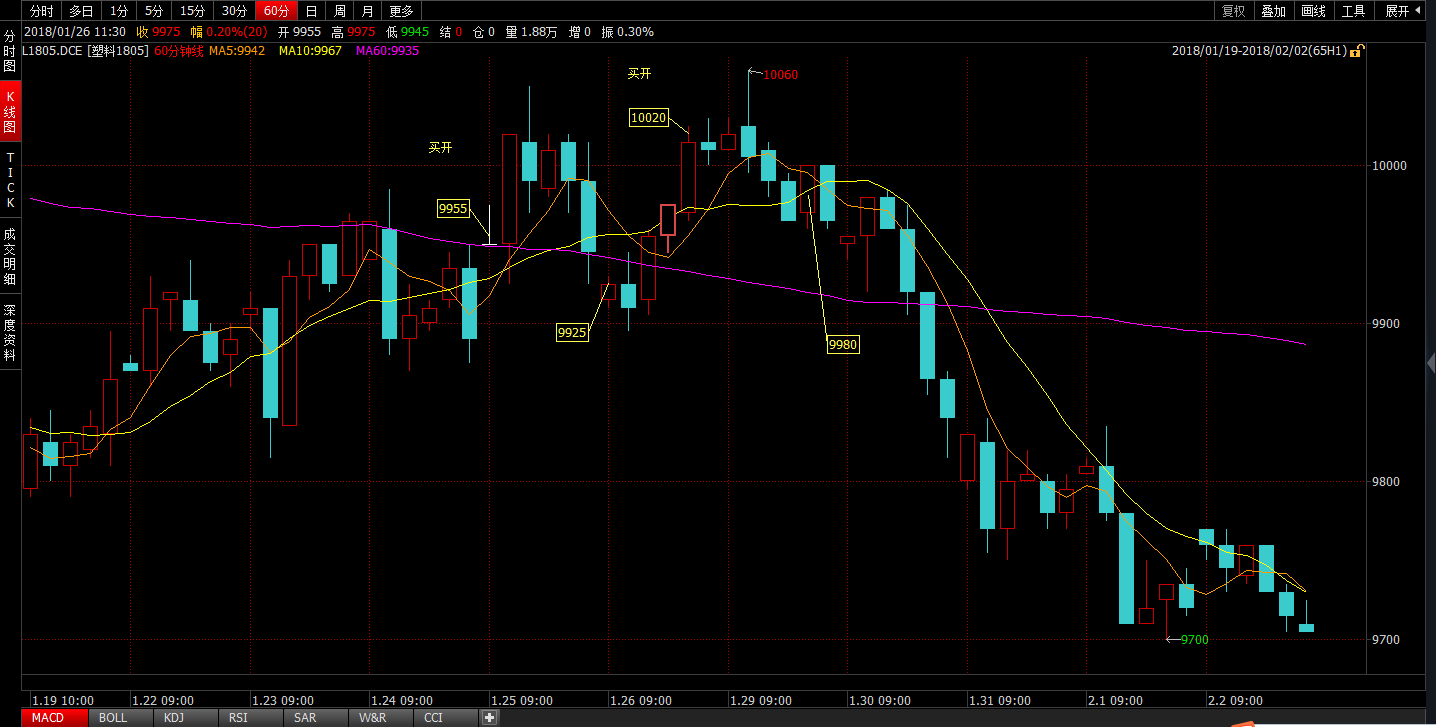 分时 多日 1分 5分 15分 30分 60分 日 周 月 更多 复权 叠加 画线 工具 展开
2018/01/26 11:30 收 9975 幅 0.20%(20) 开 9955 高 9975 低 9945 结 0 仓 0 量 1.88万 增 0 振 0.30%
L1805.DCE [塑料1805] 60分钟线 MA5:9942 MA10:9967 MA60:9935 2018/01/19-2018/02/02(65H1)
分时图
K线图
TICK
成交明细
深度资料
买开
10060
10020
买开
10000
9955
9900
9925
9980
9800
9700
9700
1.19 10:00 1.22 09:00 1.23 09:00 1.24 09:00 1.25 09:00 1.26 09:00 1.29 09:00 1.30 09:00 1.31 09:00 2.1 09:00 2.2 09:00
MACD BOLL KDJ RSI SAR W&R CCI